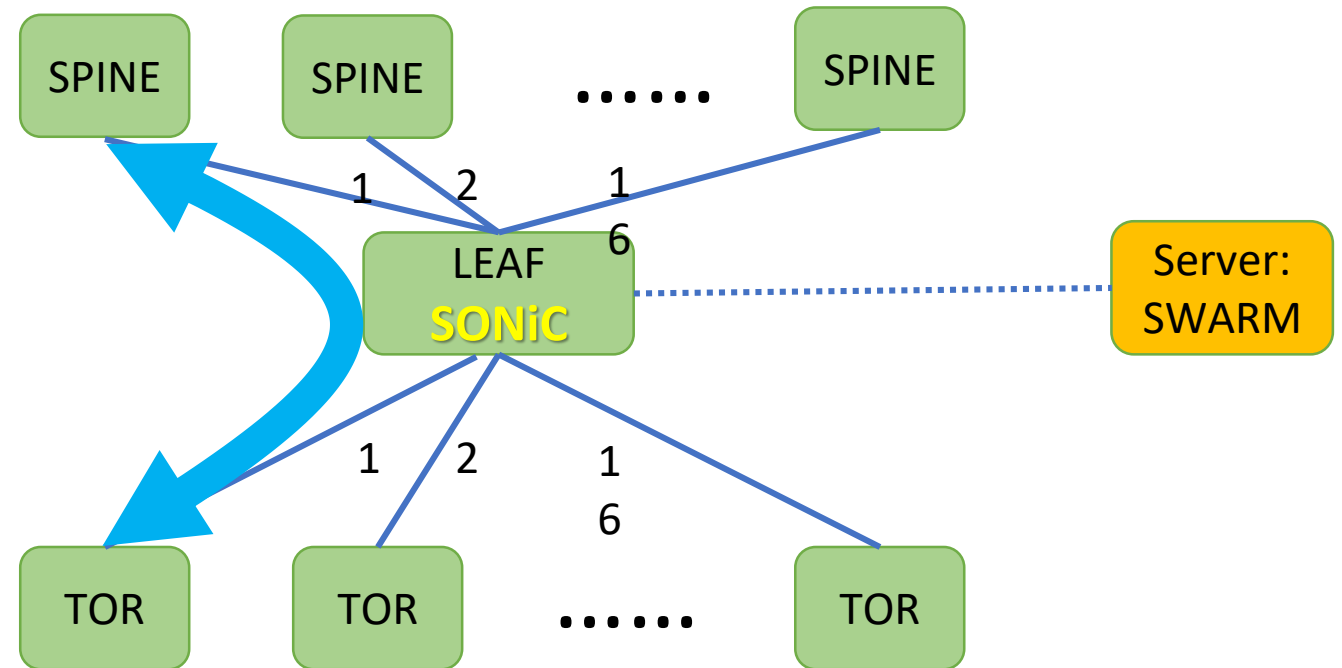 SPINE
SPINE
......
SPINE
1
2
1
6
LEAF
SONiC
Server:
SWARM
1
2
1
6
TOR
TOR
......
TOR